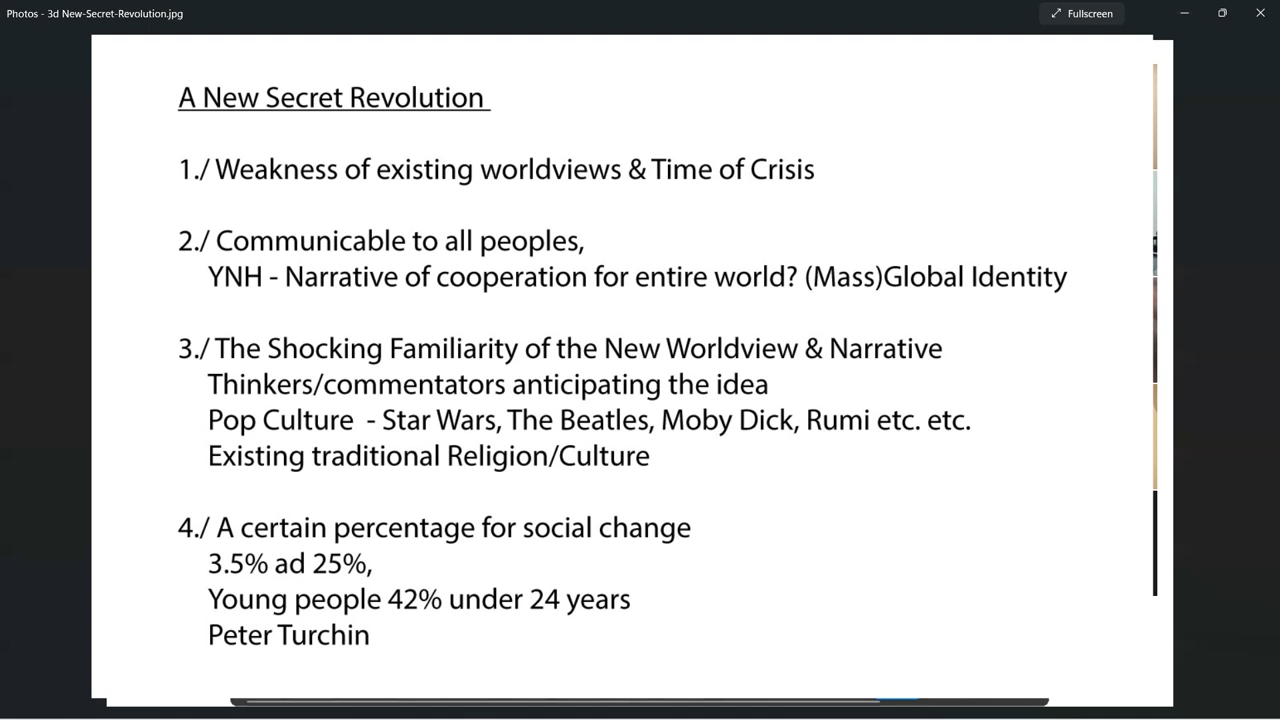 Photos - 3d New-Secret-Revolution.jpg
Fullscreen
A New Secret Revolution
1./ Weakness of existing worldviews & Time of Crisis
2./ Communicable to all peoples,
YNH - Narrative of cooperation for entire world? (Mass)Global Identity
3./ The Shocking Familiarity of the New Worldview & Narrative
Thinkers/commentators anticipating the idea
Pop Culture - Star Wars, The Beatles, Moby Dick, Rumi etc. etc.
Existing traditional Religion/Culture
4./ A certain percentage for social change
3.5% ad 25%,
Young people 42% under 24 years
Peter Turchin